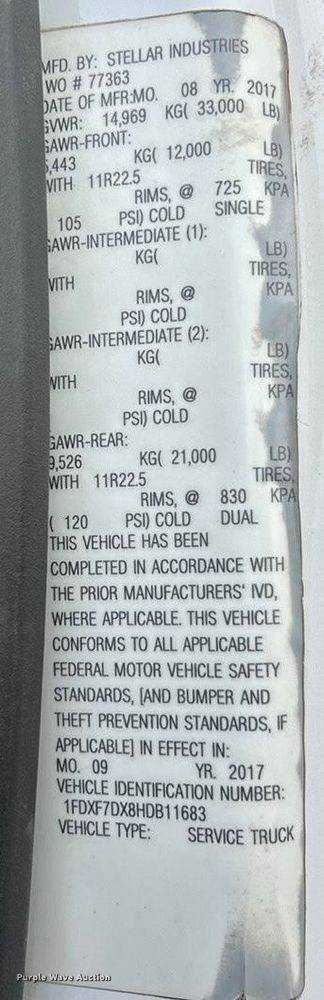 MFD. BY: STELLAR INDUSTRIES
WO # 77363
DATE OF MFR:MO. 08 YR. 2017
GVWR: 14,969 KG( 33,000 LB)
GAWR-FRONT:
5,443 KG( 12,000 LB)
WITH 11R22.5 TIRES,
RIMS, @ 725 KPA
105 PSI) COLD SINGLE
GAWR-INTERMEDIATE (1):
KG( LB)
WITH TIRES,
RIMS, @ KPA
PSI) COLD
GAWR-INTERMEDIATE (2):
KG( LB)
WITH TIRES,
RIMS, @ KPA
PSI) COLD
GAWR-REAR:
9,526 KG( 21,000 LB)
WITH 11R22.5 TIRES,
RIMS, @ 830 KPA
( 120 PSI) COLD DUAL
THIS VEHICLE HAS BEEN
COMPLETED IN ACCORDANCE WITH
THE PRIOR MANUFACTURERS' IVD,
WHERE APPLICABLE. THIS VEHICLE
CONFORMS TO ALL APPLICABLE
FEDERAL MOTOR VEHICLE SAFETY
STANDARDS, [AND BUMPER AND
THEFT PREVENTION STANDARDS, IF
APPLICABLE] IN EFFECT IN:
MO. 09 YR. 2017
VEHICLE IDENTIFICATION NUMBER:
1FDXF7DX8HDB11683
VEHICLE TYPE: SERVICE TRUCK
Purple Wave Auction